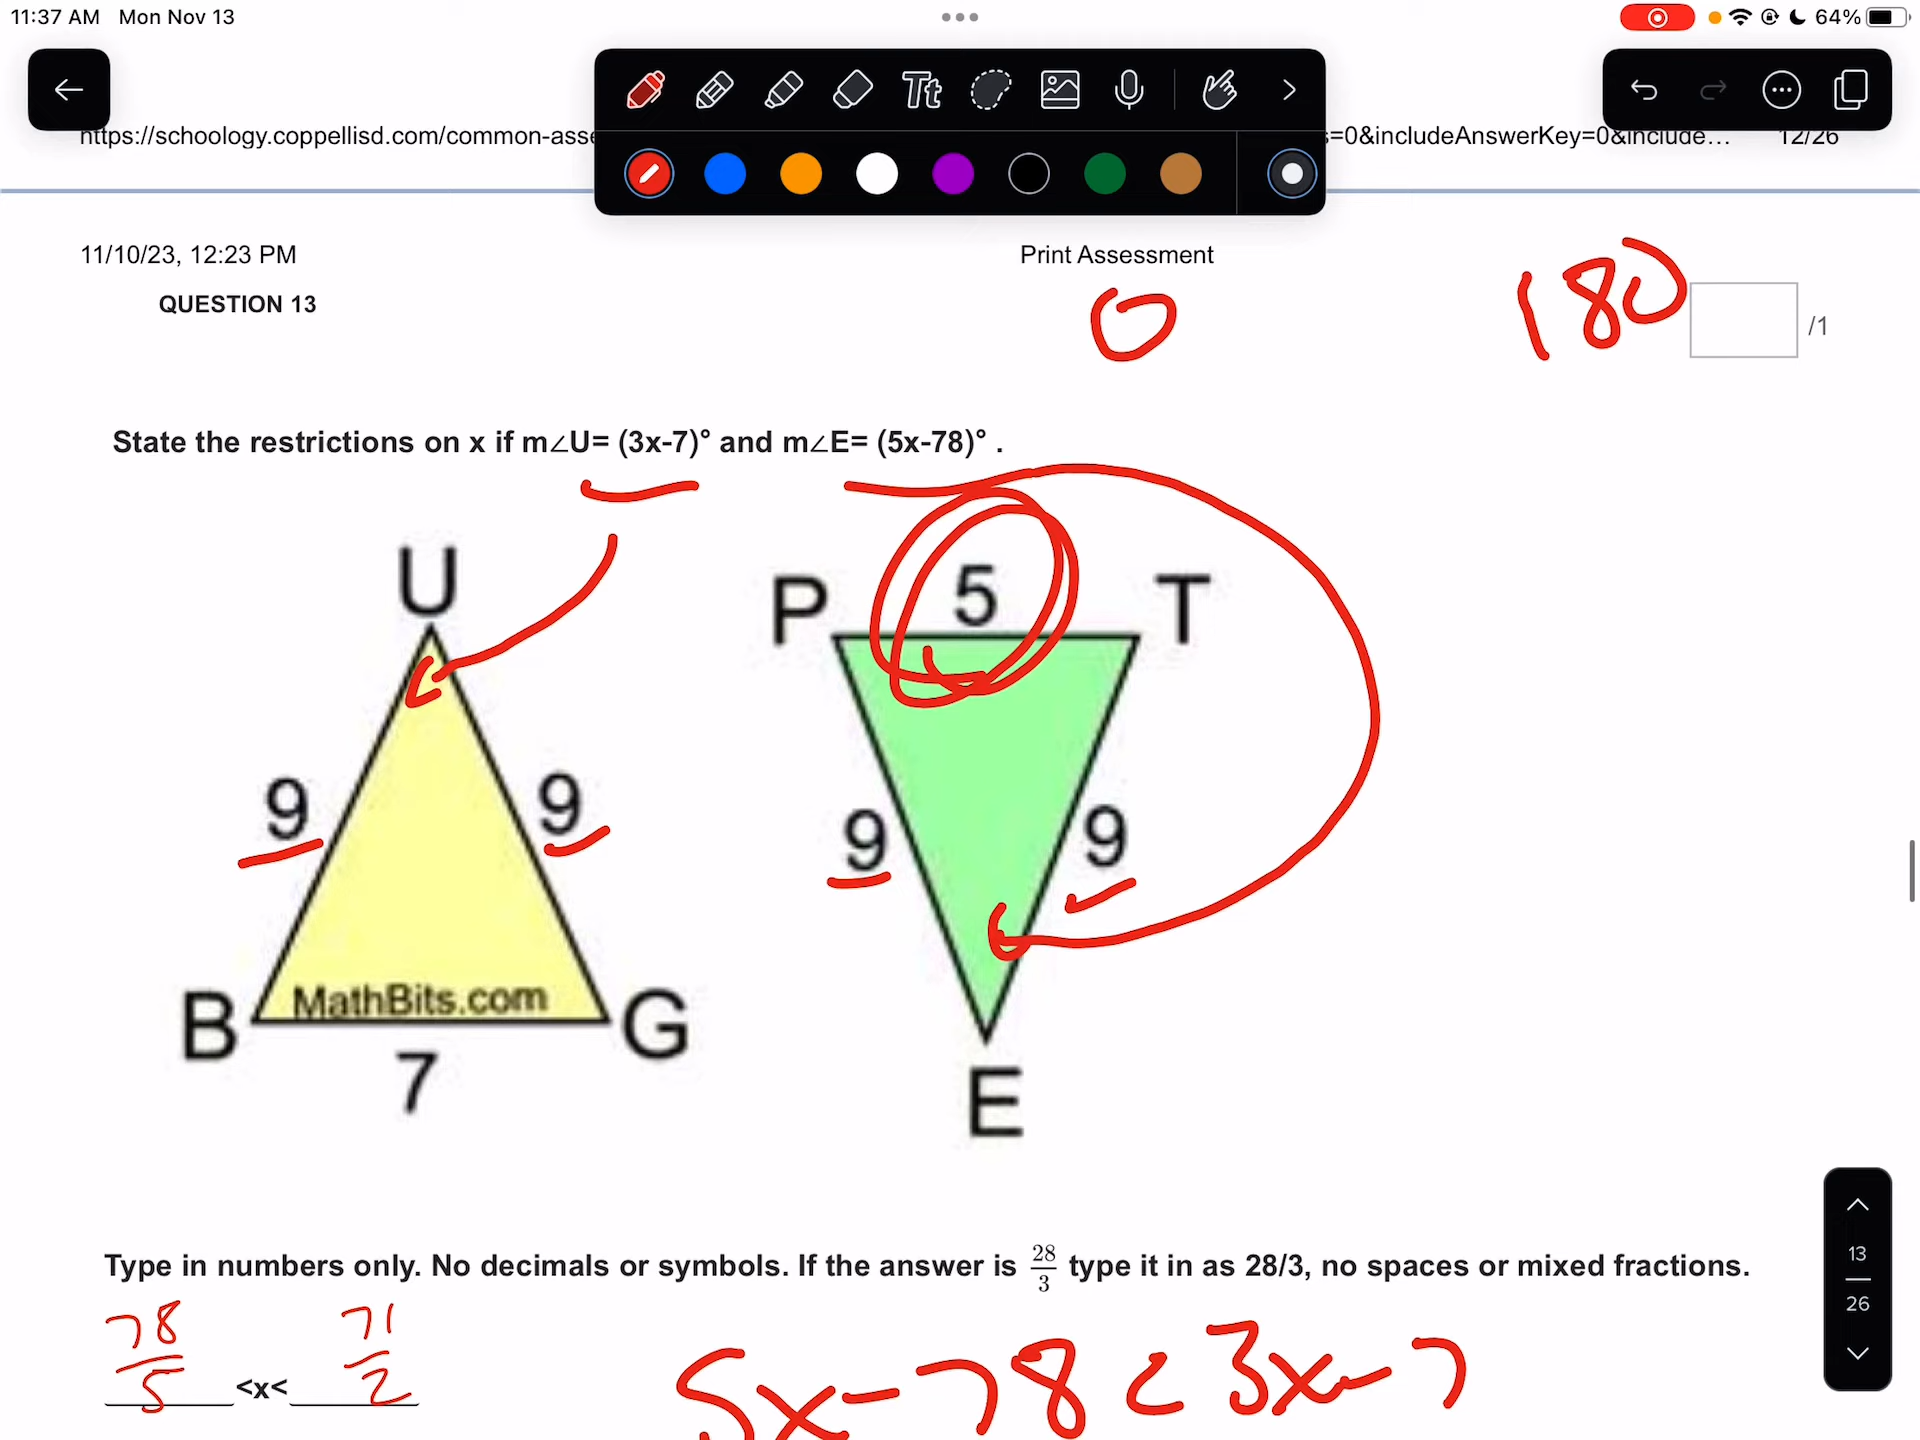 11:37 AM Mon Nov 13
64%
Tt
https://schoology.coppellisd.com/common-asse
s=0&includeAnswerKey=0&include… 12/26
11/10/23, 12:23 PM
Print Assessment
QUESTION 13
0
180
/1
State the restrictions on x if m∠U= (3x-7)° and m∠E= (5x-78)° .
U
P 5 T
9 9
9 9
B MathBits.com G
7
E
13
26
Type in numbers only. No decimals or symbols. If the answer is 28/3 type it in as 28/3, no spaces or mixed fractions.
78/5 <x< 71/2
5x-78<3x-7